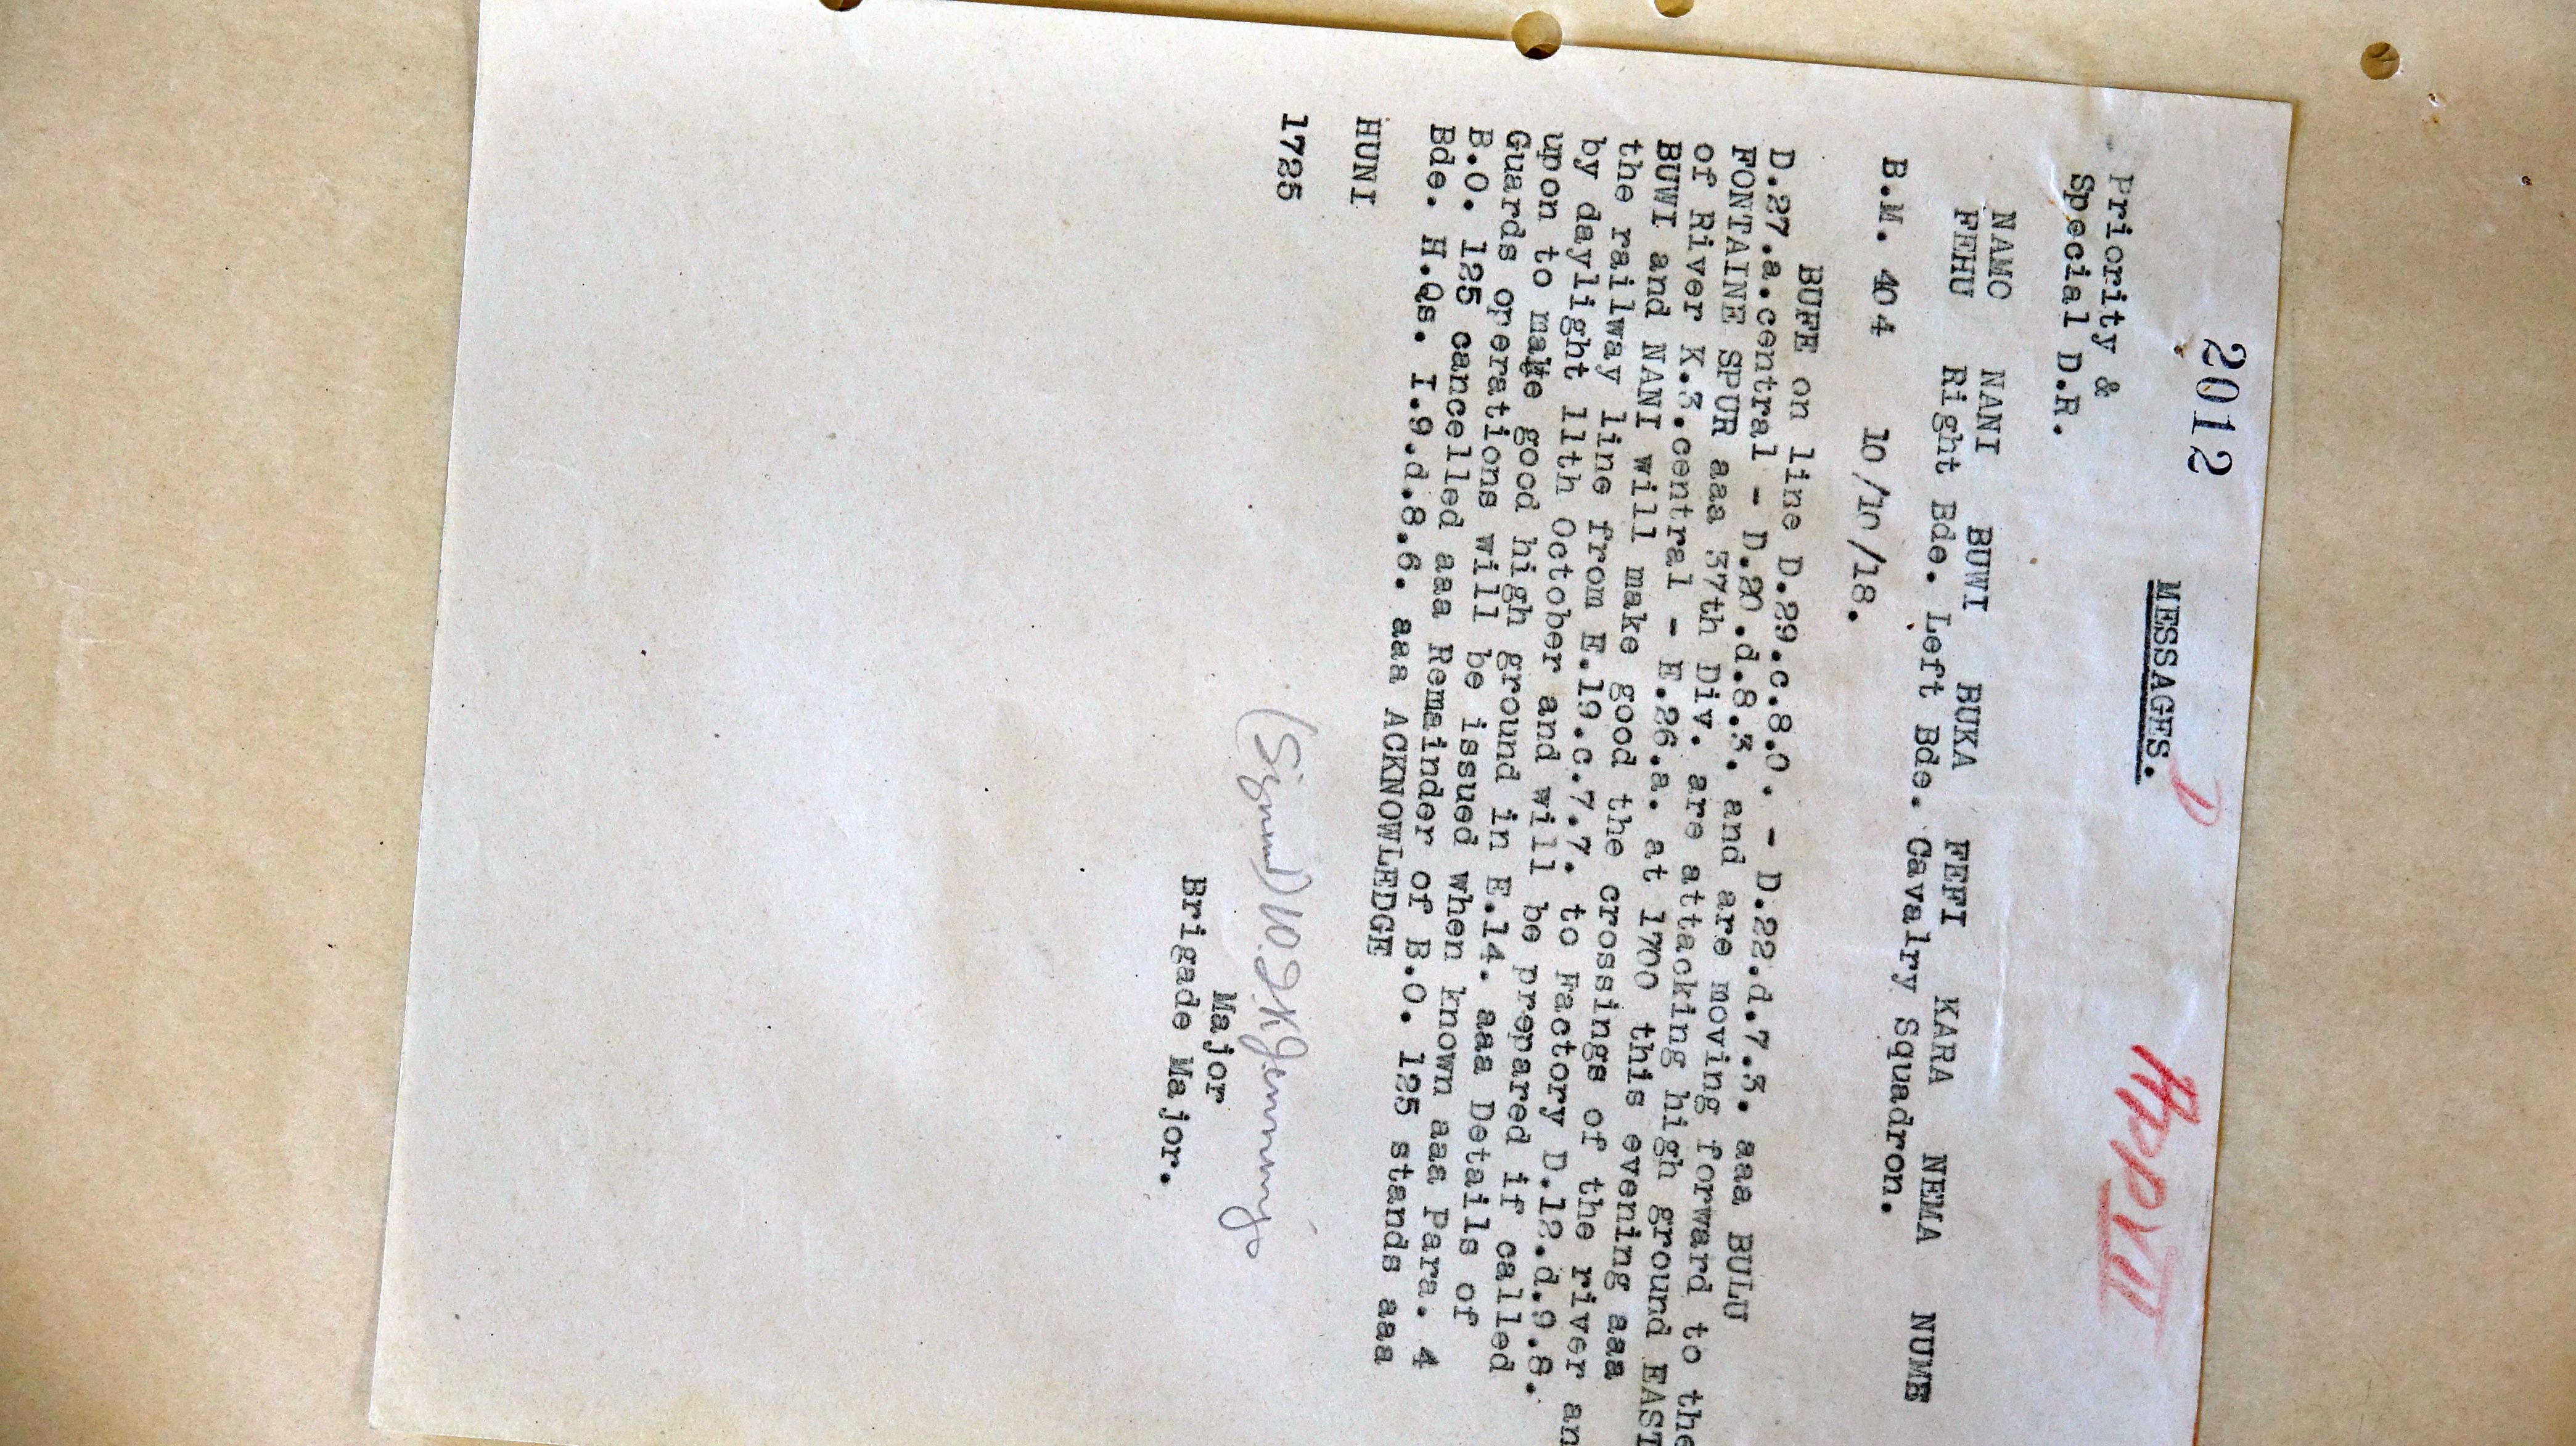 2012
MESSAGES.
App VII
Priority &
Special D.R.
NAMO NANI BUWI BUKA FEFI KARA NEMA NUMB
FEHU Right Bde. Left Bde. Cavalry Squadron.
B.M. 404 10/10/18.
BUFE on line D.29.c.8.0. - D.22.d.7.3. aaa BULU
D.27.a.central - D.20.d.8.3. and are moving forward to the
FONTAINE SPUR aaa 37th Div. are attacking high ground EAST
of River K.3.central - E.26.a. at 1700 this evening aaa
BUWI and NANI will make good the crossings of the river an
the railway line from E.19.c.7.7. to Factory D.12.d.9.8.
by daylight 11th October and will be prepared if called
upon to make good high ground in E.14. aaa Details of
Guards operations will be issued when known aaa Para. 4
B.O. 125 cancelled aaa Remainder of B.O. 125 stands aaa
Bde. H.Qs. I.9.d.8.6. aaa ACKNOWLEDGE
HUNI
1725
(Signed)
Major
Brigade Major.